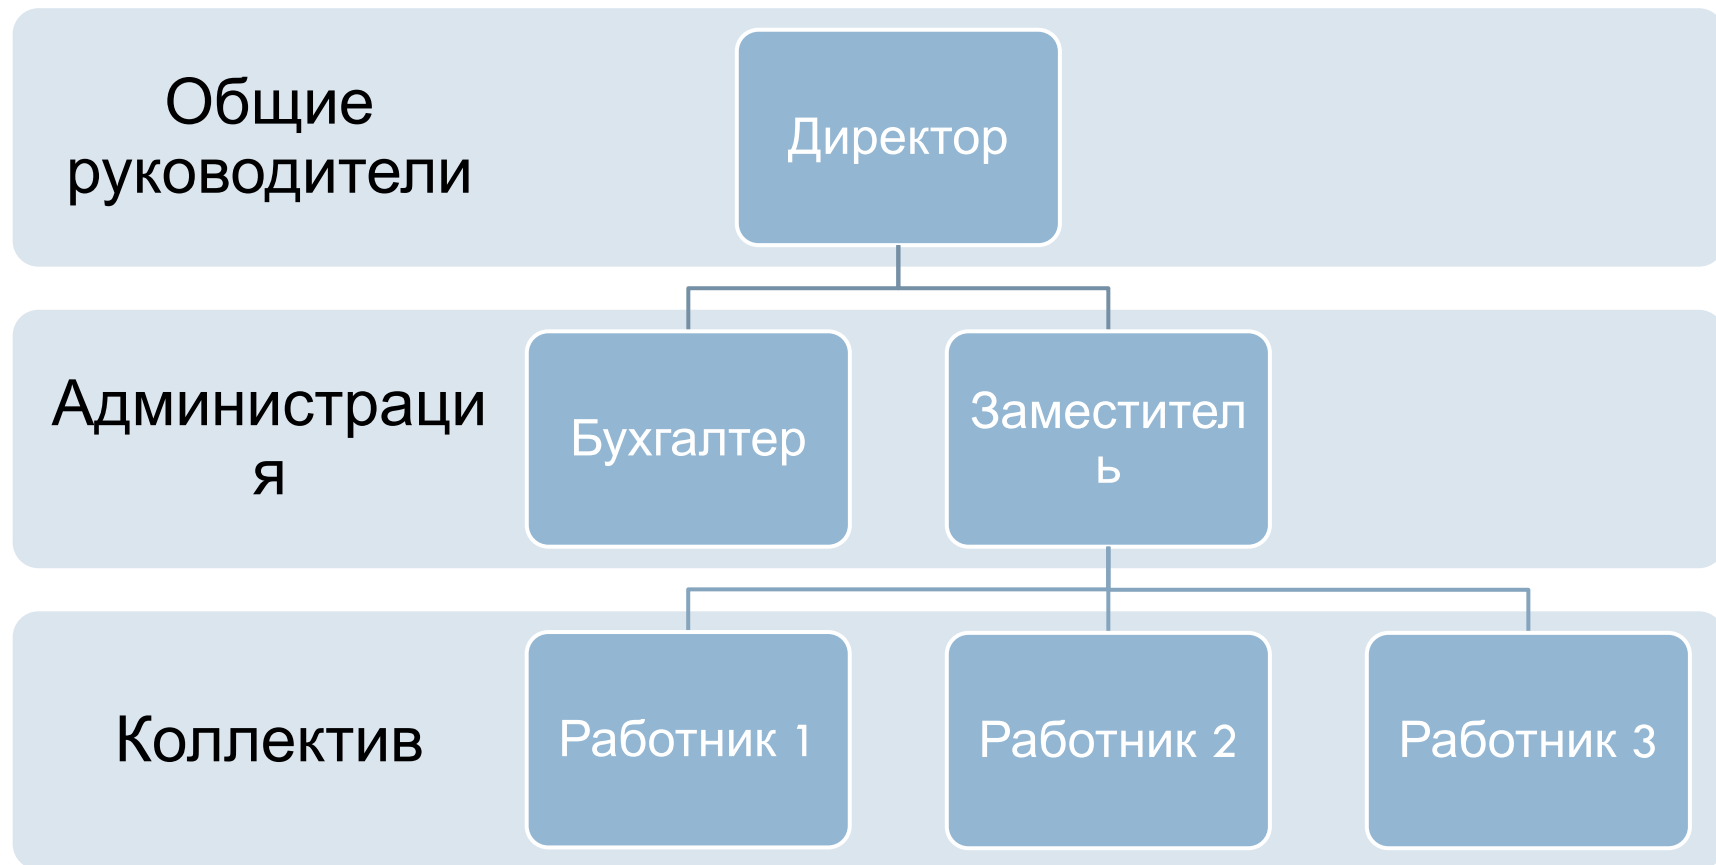 Общие
руководители
Директор
Администраци
я
Бухгалтер
Заместител
ь
Коллектив
Работник 1
Работник 2
Работник 3